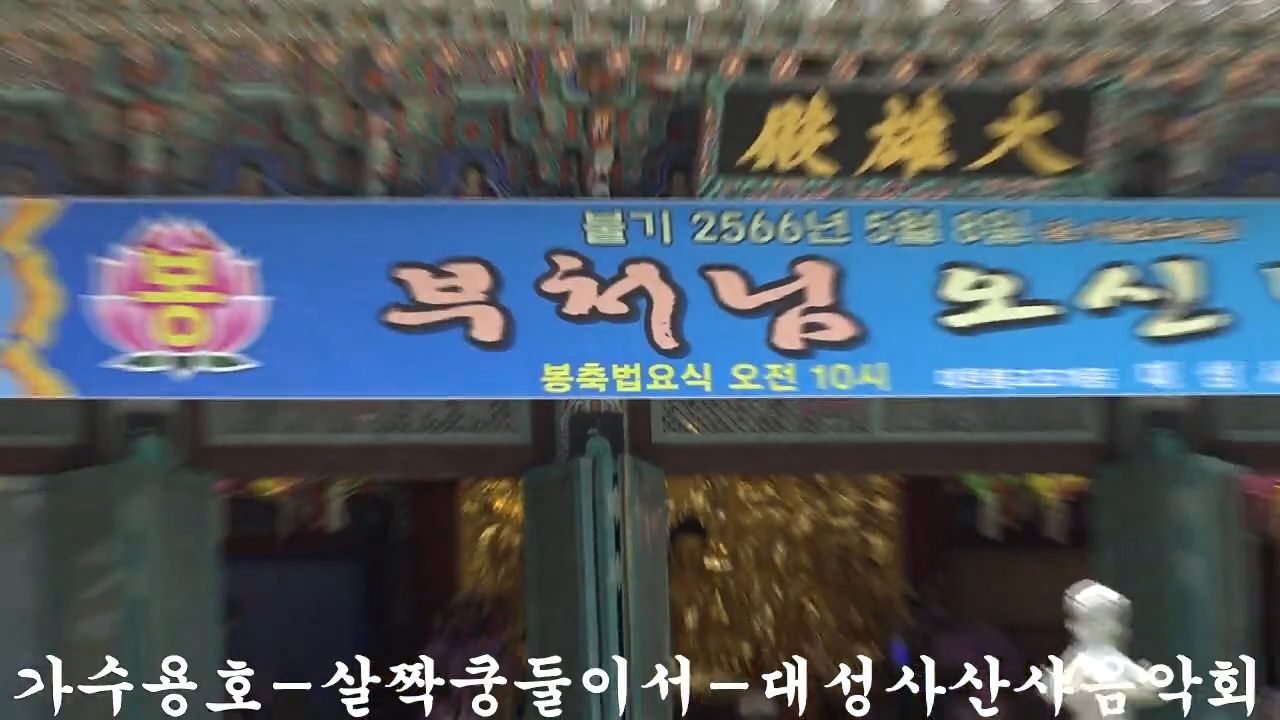 大雄殿
불기 2566년 5월 8일
봉
부처님 오신
봉축법요식 오전 10시
가수용호-살짝쿵둘이서-대성사산사음악회